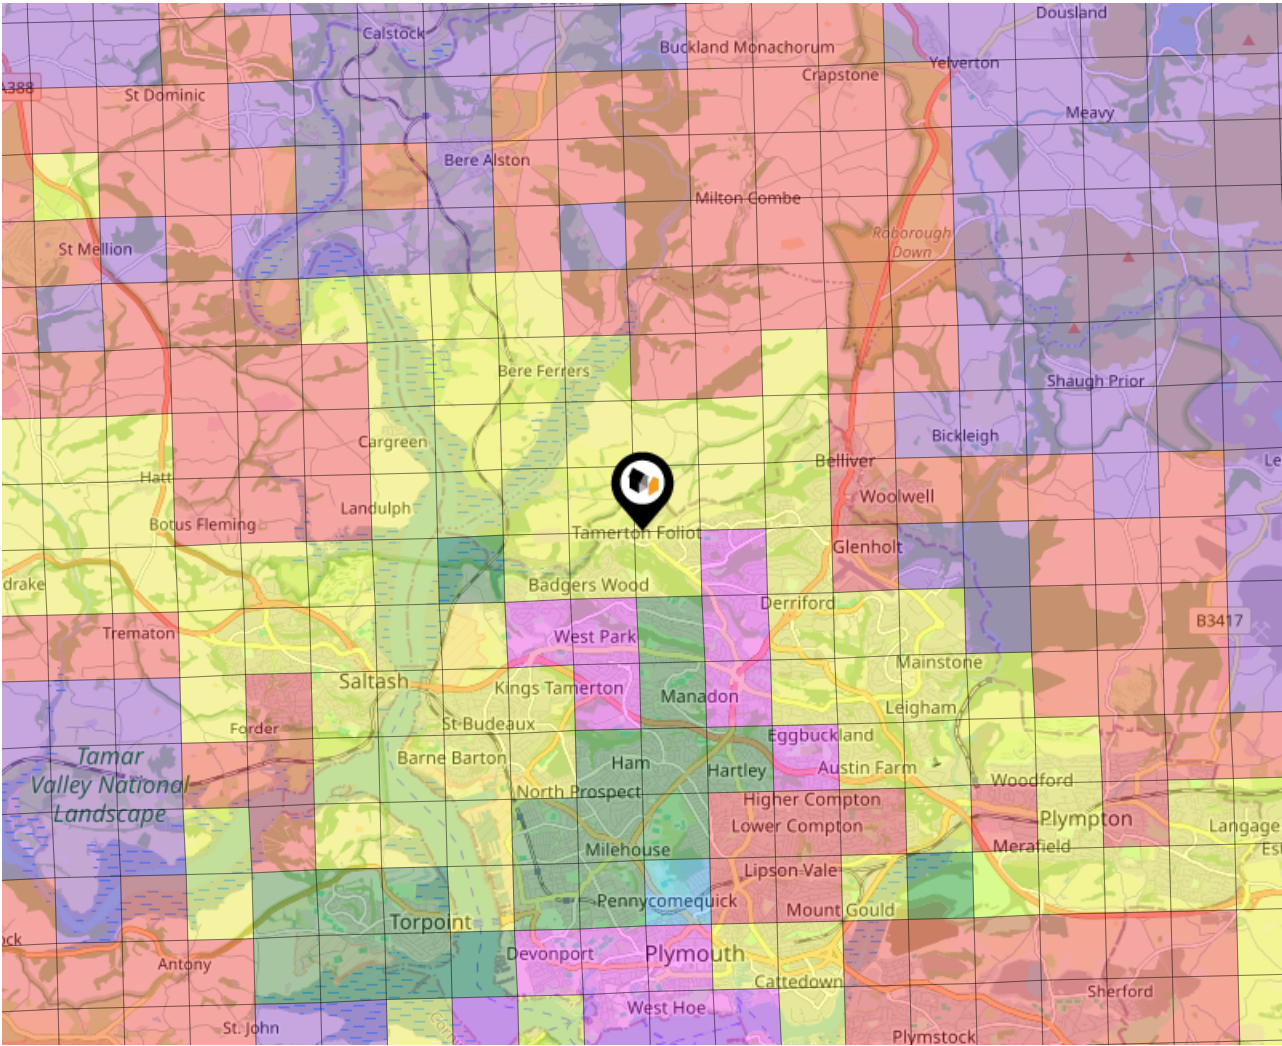 Dousland
Calstock
Buckland Monachorum
Yelverton
Crapstone
A388
St Dominic
Meavy
Bere Alston
Milton Combe
Roborough
Down
St Mellion
Bere Ferrers
Shaugh Prior
Cargreen
Bickleigh
Belliver
Le
Hatt
Woolwell
Landulph
Botus Fleming
Tamerton Foliot
Glenholt
drake
Badgers Wood
Derriford
B3417
Trematon
West Park
Mainstone
Saltash
Kings Tamerton
Manadon
Leigham
St Budeaux
Forder
Eggbuckland
Tamar
Valley National
Landscape
Barne Barton
Ham
Hartley
Austin Farm
Woodford
North Prospect
Higher Compton
Lower Compton
Plympton
Langage
Est
Milehouse
Merafield
Lipson Vale
Pennycomequick
Mount Gould
Torpoint
ock
Devonport
Plymouth
Antony
Cattedown
Sherford
West Hoe
St. John
Plymstock